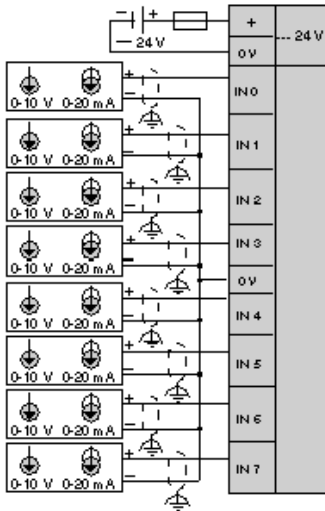 − +
+
--- 24 V
— 24 V
0V
0-10 V 0-20 mA
+
−
IN 0
0-10 V 0-20 mA
+
−
IN 1
0-10 V 0-20 mA
+
−
IN 2
0-10 V 0-20 mA
+
−
IN 3
0V
0-10 V 0-20 mA
+
−
IN 4
0-10 V 0-20 mA
+
−
IN 5
0-10 V 0-20 mA
+
−
IN 6
0-10 V 0-20 mA
+
−
IN 7